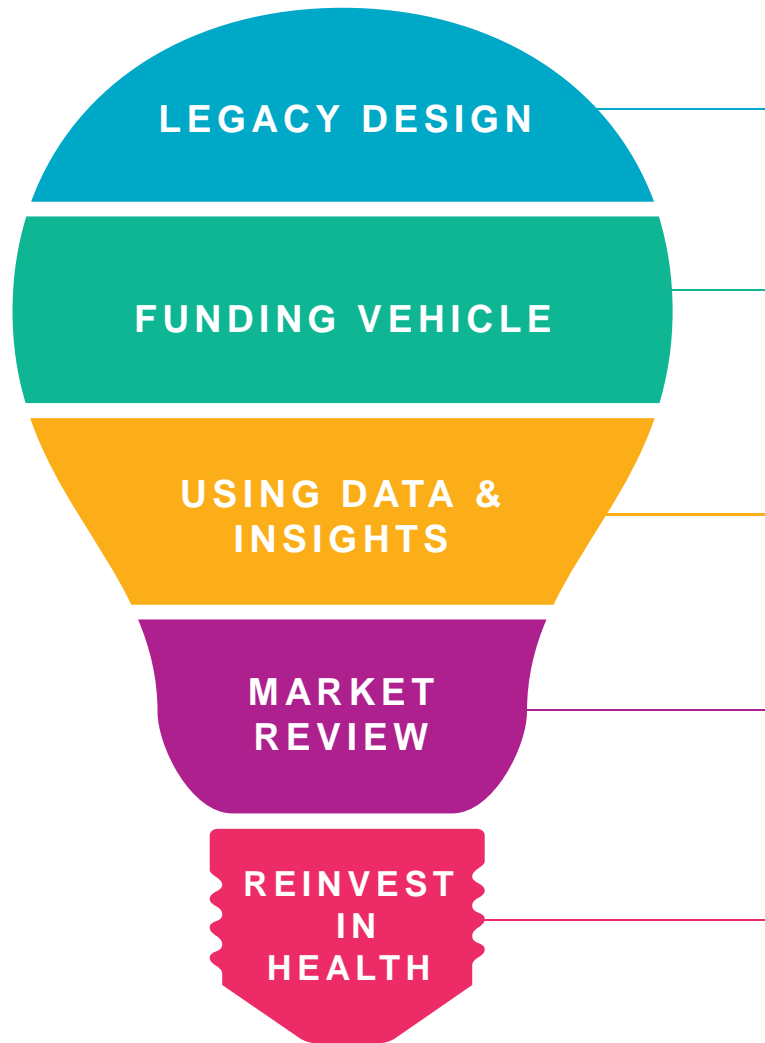 LEGACY DESIGN
FUNDING VEHICLE
USING DATA &
INSIGHTS
MARKET
REVIEW
REINVEST
IN
HEALTH